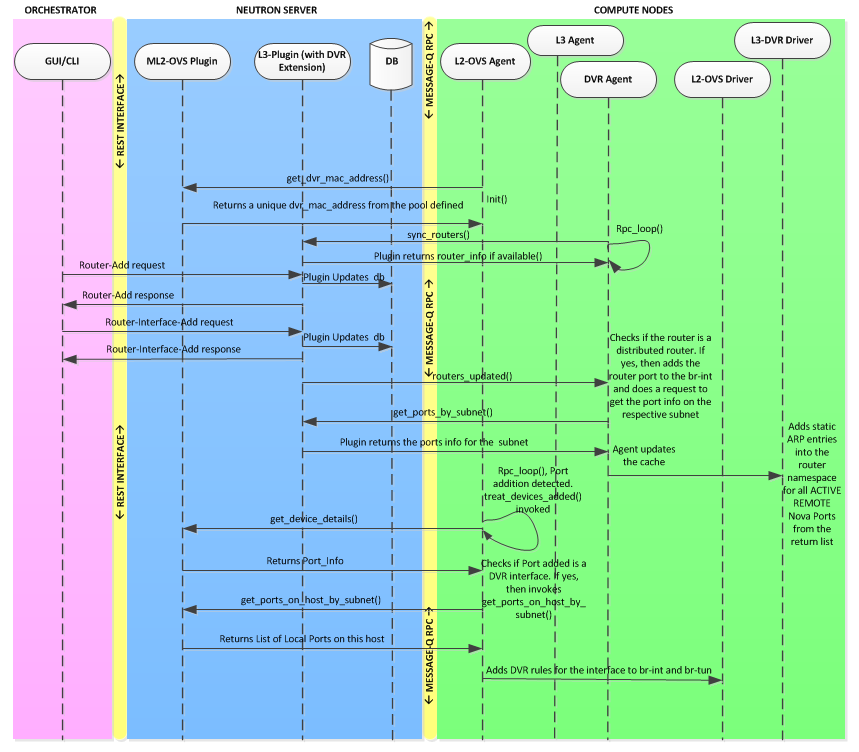 ORCHESTRATOR
NEUTRON SERVER
COMPUTE NODES
GUI/CLI
REST INTERFACE
ML2-OVS Plugin
L3-Plugin (with DVR
Extension)
DB
MESSAGE-Q RPC
L2-OVS Agent
L3 Agent
DVR Agent
L2-OVS Driver
L3-DVR Driver
get_dvr_mac_address()
Init()
Returns a unique dvr_mac_address from the pool defined
sync_routers()
Rpc_loop()
Plugin returns router_info if available()
Router-Add request
Plugin Updates db
Router-Add response
MESSAGE-Q RPC
Router-Interface-Add request
Plugin Updates db
Router-Interface-Add response
Checks if the router is a
distributed router. If
yes, then adds the
router port to the br-int
and does a request to
get the port info on the
respective subnet
routers_updated()
get_ports_by_subnet()
REST INTERFACE
Plugin returns the ports info for the subnet
Agent updates
the cache
Adds static
ARP entries
into the
router
namespace
for all ACTIVE
REMOTE
Nova Ports
from the
return list
Rpc_loop(), Port
addition detected.
treat_devices_added()
invoked
get_device_details()
Returns Port_Info
Checks if Port added is a
DVR interface. If yes,
then invokes
get_ports_on_host_by_
subnet()
get_ports_on_host_by_subnet()
MESSAGE-Q RPC
Returns List of Local Ports on this host
Adds DVR rules for the interface to br-int and br-tun